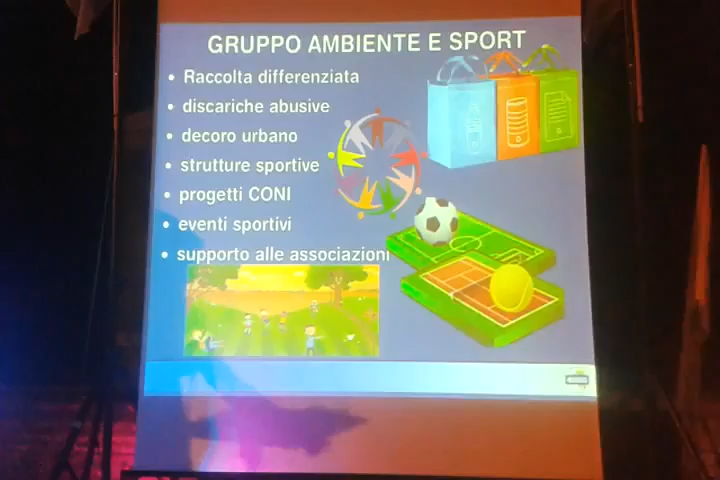 GRUPPO AMBIENTE E SPORT
• Raccolta differenziata
• discariche abusive
• decoro urbano
• strutture sportive
• progetti CONI
• eventi sportivi
• supporto alle associazioni